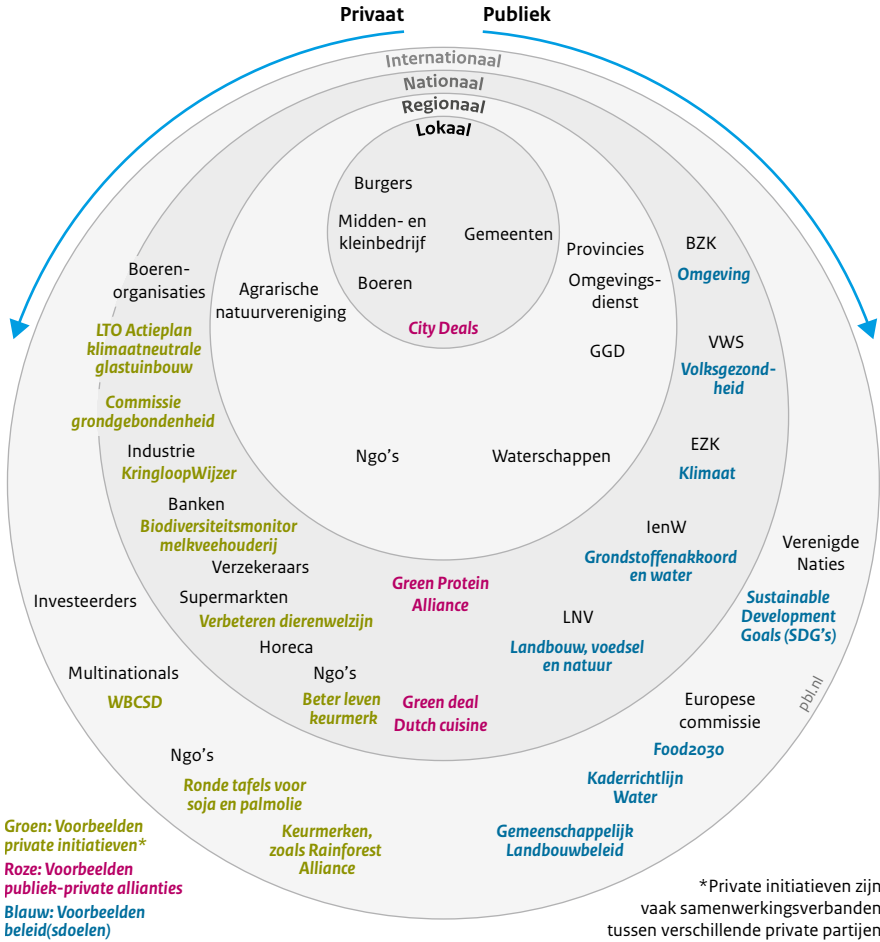 Privaat
Publiek
Internationaal
Nationaal
Regionaal
Lokaal
Burgers
Midden- en
kleinbedrijf
Gemeenten
Boeren
City Deals
Agrarische
natuurvereniging
Provincies
Omgevings-
dienst
GGD
Ngo's
Waterschappen
Boeren-
organisaties
LTO Actieplan
klimaatneutrale
glastuinbouw
Commissie
grondgebondenheid
Industrie
KringloopWijzer
Banken
Biodiversiteitsmonitor
melkveehouderij
Verzekeraars
Supermarkten
Verbeteren dierenwelzijn
Horeca
Ngo's
Beter leven
keurmerk
Green Protein
Alliance
Green deal
Dutch cuisine
BZK
Omgeving
VWS
Volksgezond-
heid
EZK
Klimaat
IenW
Grondstoffenakkoord
en water
LNV
Landbouw, voedsel
en natuur
Investeerders
Multinationals
WBCSD
Ngo's
Ronde tafels voor
soja en palmolie
Keurmerken,
zoals Rainforest
Alliance
Verenigde
Naties
Sustainable
Development
Goals (SDG's)
Europese
commissie
Food2030
Kaderrichtlijn
Water
Gemeenschappelijk
Landbouwbeleid
pbl.nl
Groen: Voorbeelden
private initiatieven*
Roze: Voorbeelden
publiek-private allianties
Blauw: Voorbeelden
beleid(sdoelen)
*Private initiatieven zijn
vaak samenwerkingsverbanden
tussen verschillende private partijen